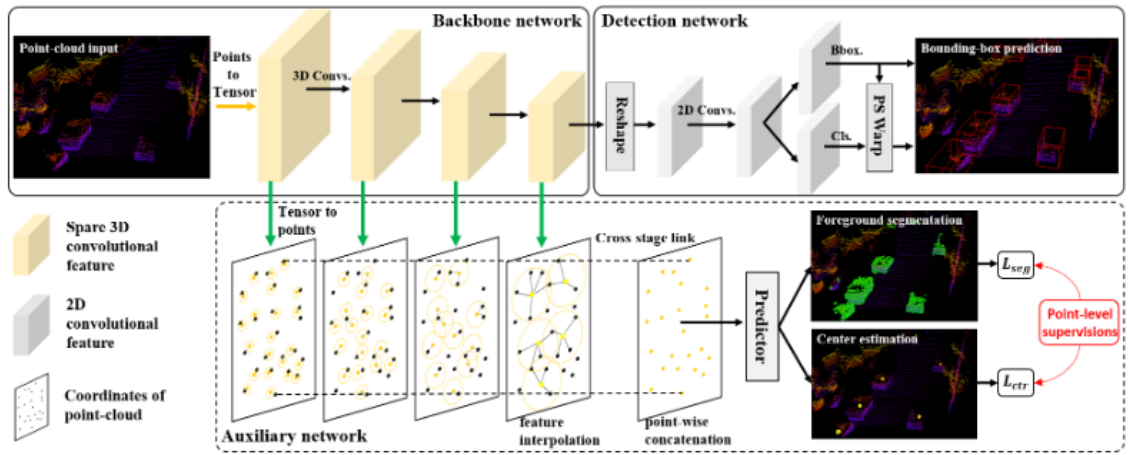 Backbone network
Detection network
Point-cloud input
Points
to
Tensor
3D Convs.
Reshape
2D Convs.
Bbox.
Cls.
PS Warp
Bounding-box prediction
Tensor to
points
Spare 3D
convolutional
feature
2D
convolutional
feature
Coordinates of
point-cloud
Cross stage link
Predictor
Foreground segmentation
Center estimation
L_seg
L_ctr
Point-level
supervisions
feature
interpolation
point-wise
concatenation
Auxiliary network